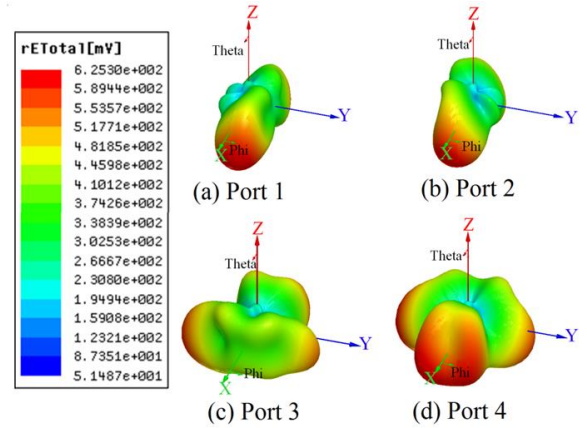 rETotal[mV]
6.2530e+002
5.8944e+002
5.5357e+002
5.1771e+002
4.8185e+002
4.4598e+002
4.1012e+002
3.7426e+002
3.3839e+002
3.0253e+002
2.6667e+002
2.3080e+002
1.9494e+002
1.5908e+002
1.2321e+002
8.7351e+001
5.1487e+001
Z
Theta
Y
X
Phi
(a) Port 1
Z
Theta
Y
X
Phi
(b) Port 2
Z
Theta
Y
X
Phi
(c) Port 3
Z
Theta
Y
X
Phi
(d) Port 4